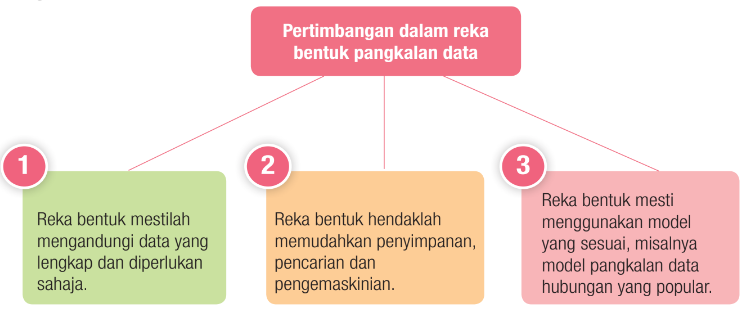 Pertimbangan dalam reka
bentuk pangkalan data
1
Reka bentuk mestilah
mengandungi data yang
lengkap dan diperlukan
sahaja.
2
Reka bentuk hendaklah
memudahkan penyimpanan,
pencarian dan
pengemaskinian.
3
Reka bentuk mesti
menggunakan model
yang sesuai, misalnya
model pangkalan data
hubungan yang popular.